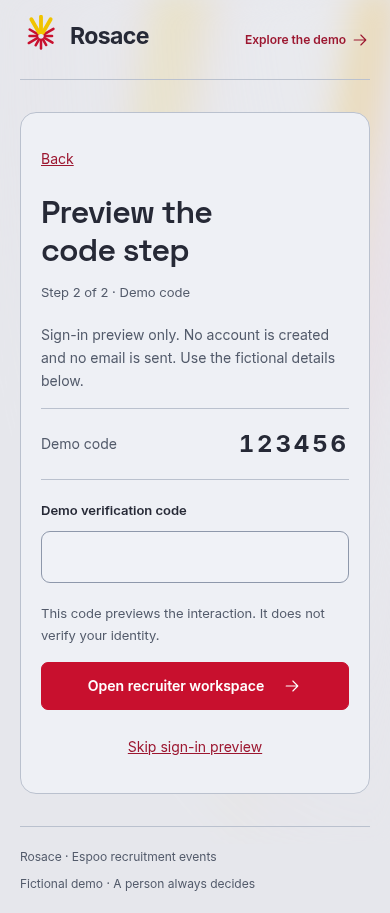 Rosace
Explore the demo
Back
Preview the
code step
Step 2 of 2 · Demo code
Sign-in preview only. No account is created
and no email is sent. Use the fictional details
below.
Demo code
123456
Demo verification code
This code previews the interaction. It does not
verify your identity.
Open recruiter workspace
Skip sign-in preview
Rosace · Espoo recruitment events
Fictional demo · A person always decides